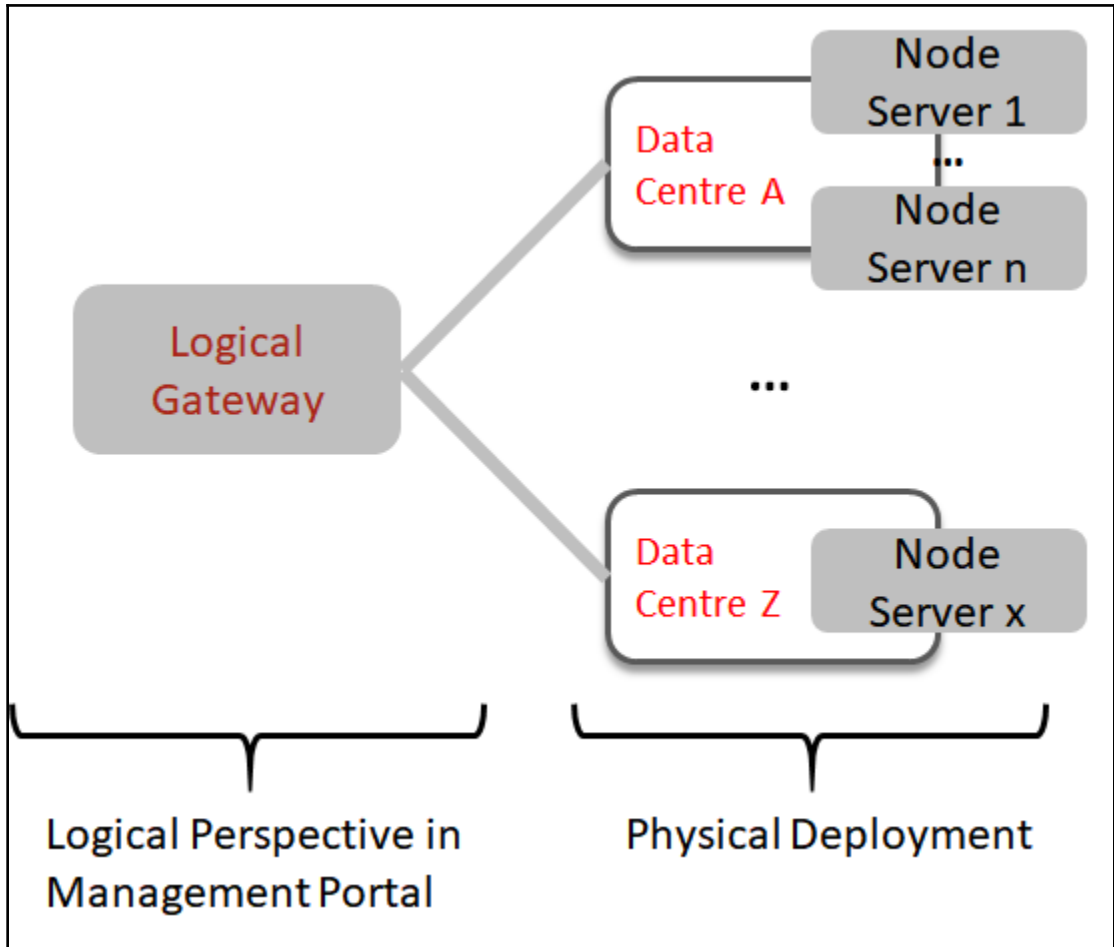 Node
Server 1
Data
Centre A
...
Node
Server n
Logical
Gateway
...
Data
Centre Z
Node
Server x
Logical Perspective in
Management Portal
Physical Deployment